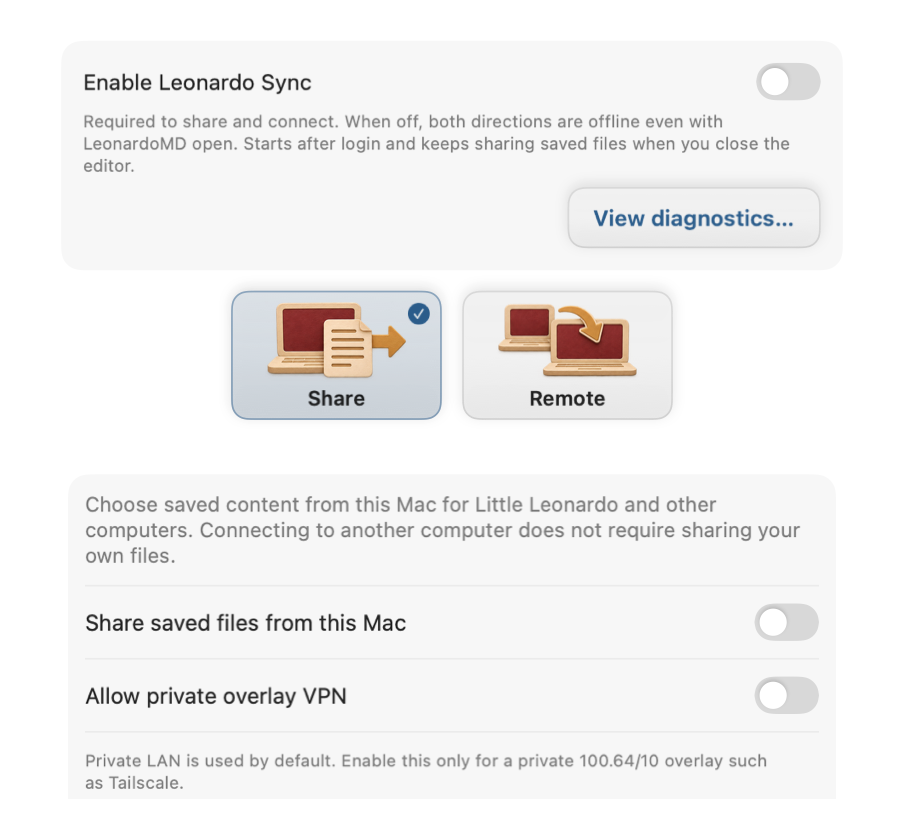 Enable Leonardo Sync
Required to share and connect. When off, both directions are offline even with
LeonardoMD open. Starts after login and keeps sharing saved files when you close the
editor.
View diagnostics...
Share
Remote
Choose saved content from this Mac for Little Leonardo and other
computers. Connecting to another computer does not require sharing your
own files.
Share saved files from this Mac
Allow private overlay VPN
Private LAN is used by default. Enable this only for a private 100.64/10 overlay such
as Tailscale.